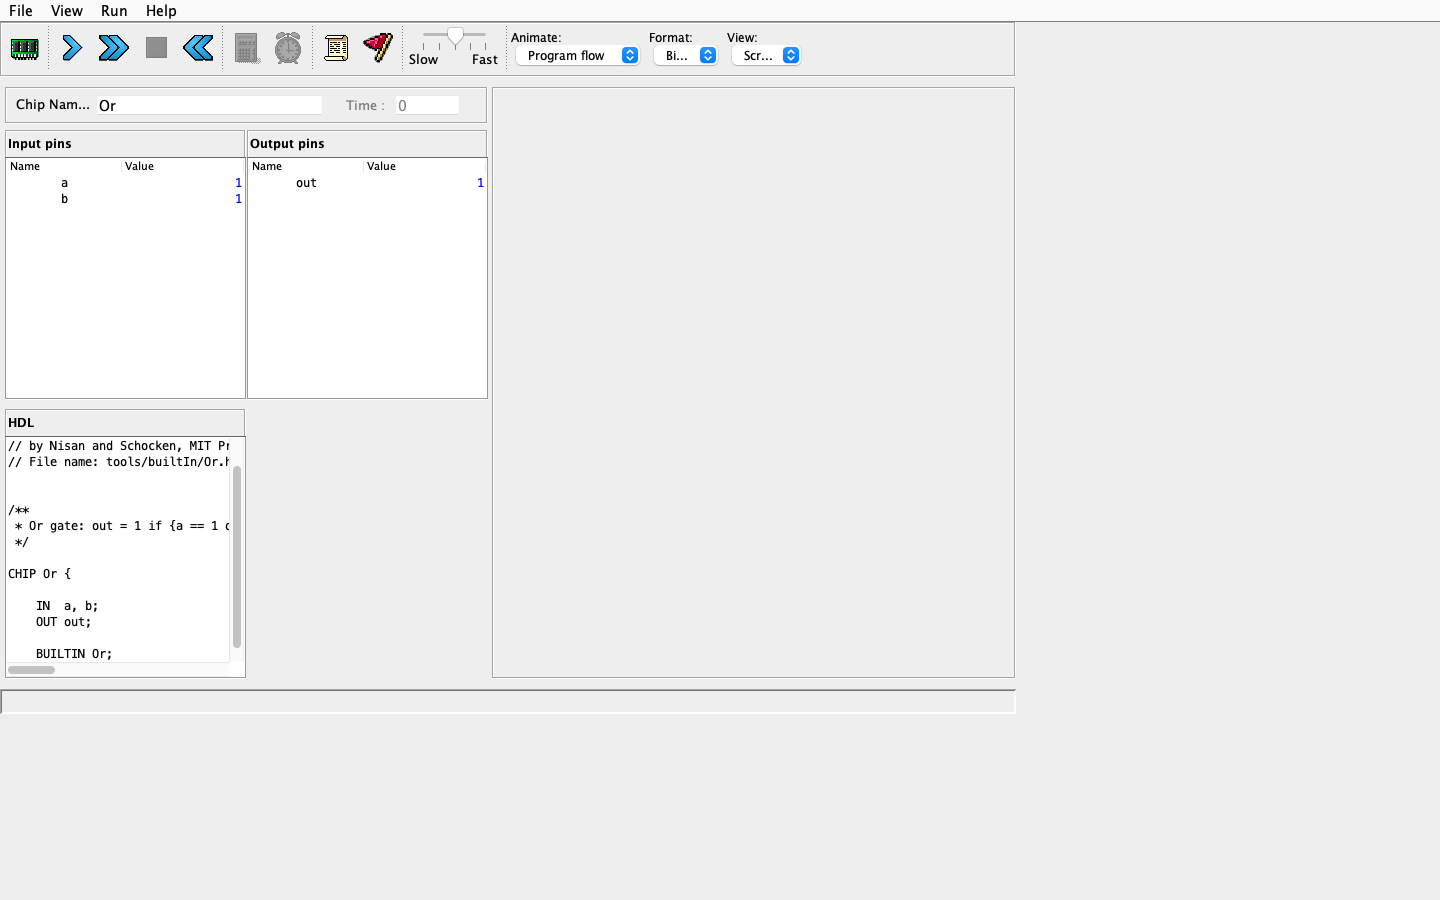 File View Run Help
Animate: Format: View:
Slow Fast Program flow Bi... Scr...
Chip Nam... Or Time : 0
Input pins Output pins
Name Value Name Value
a 1 out 1
b 1
HDL
// by Nisan and Schocken, MIT Pr
// File name: tools/builtIn/Or.h
/**
* Or gate: out = 1 if {a == 1 o
*/
CHIP Or {
IN a, b;
OUT out;
BUILTIN Or;